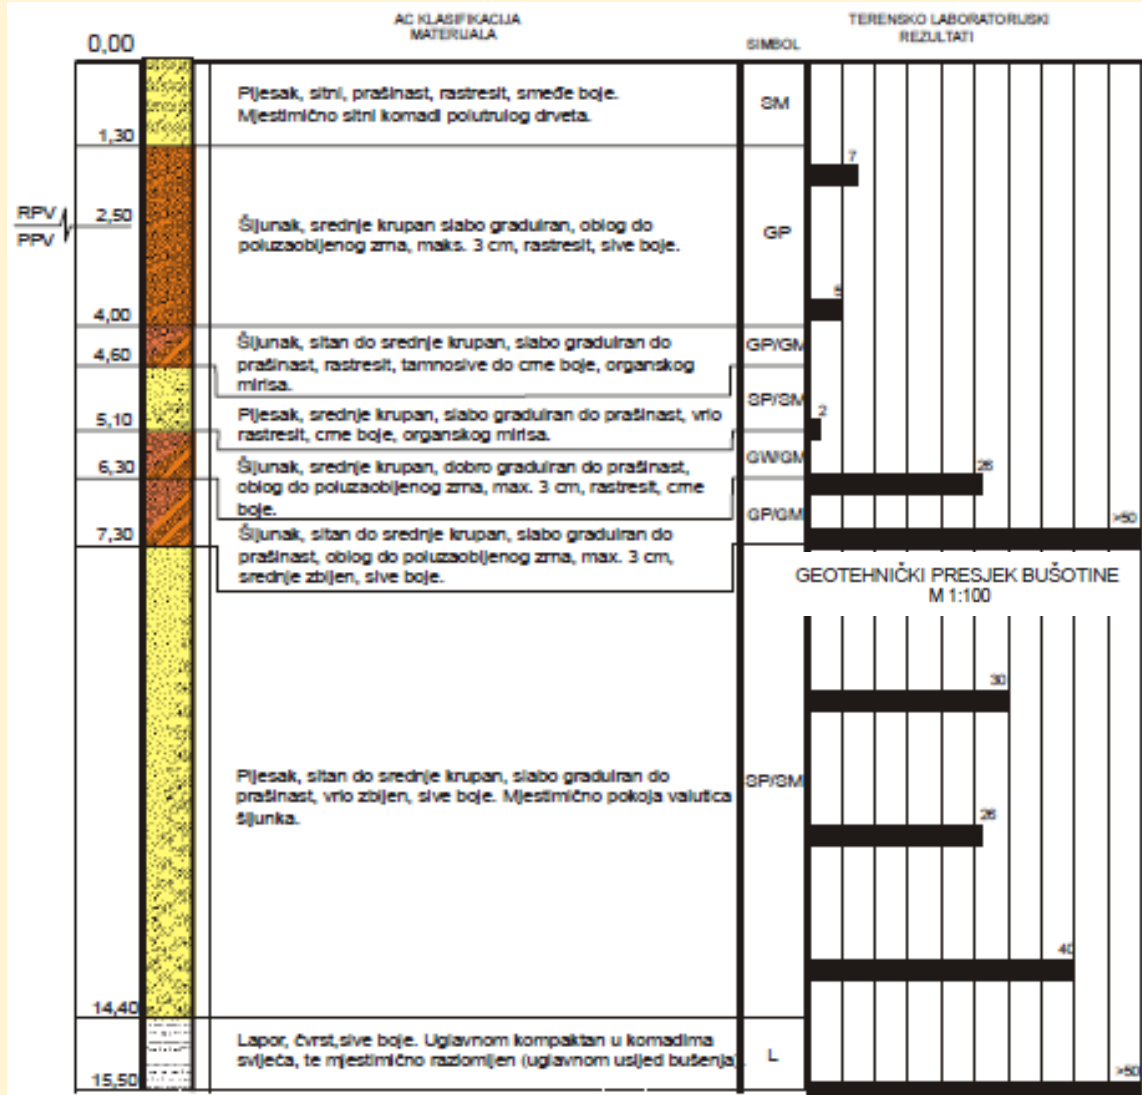 AC KLASIFIKACIJA
MATERIJALA
TERENSKO LABORATORIJSKI
REZULTATI
0,00
SIMBOL
Pijesak, sitni, prašinast, rastresit, smeđe boje.
Mjestimično sitni komadi polutrulog drveta.
SM
1,30
7
RPV
PPV
2,50
Šljunak, srednje krupan slabo graduiran, oblog do
poluzaobljenog zrna, maks. 3 cm, rastresit, sive boje.
GP
4,00
Šljunak, sitan do srednje krupan, slabo graduiran do
prašinast, rastresit, tamnosive do crne boje, organskog
mirisa.
GP/GM
4,60
SP/SM
Pijesak, srednje krupan, slabo graduiran do prašinast, vrlo
rastresit, crne boje, organskog mirisa.
5,10
2
GW/GM
Šljunak, srednje krupan, dobro graduiran do prašinast,
oblog do poluzaobljenog zrna, max. 3 cm, rastresit, crne
boje.
6,30
26
GP/GM
>50
7,30
Šljunak, sitan do srednje krupan, slabo graduiran do
prašinast, oblog do poluzaobljenog zrna, max. 3 cm,
srednje zbijen, sive boje.
GEOTEHNIČKI PRESJEK BUŠOTINE
M 1:100
30
Pijesak, sitan do srednje krupan, slabo graduiran do
prašinast, vrlo zbijen, sive boje. Mjestimično pokoja valutica
šljunka.
SP/SM
26
40
14,40
Lapor, čvrst,sive boje. Uglavnom kompaktan u komadima
svijeća, te mjestimično razlomljen (uglavnom usljed bušenja)
L
15,50
>50